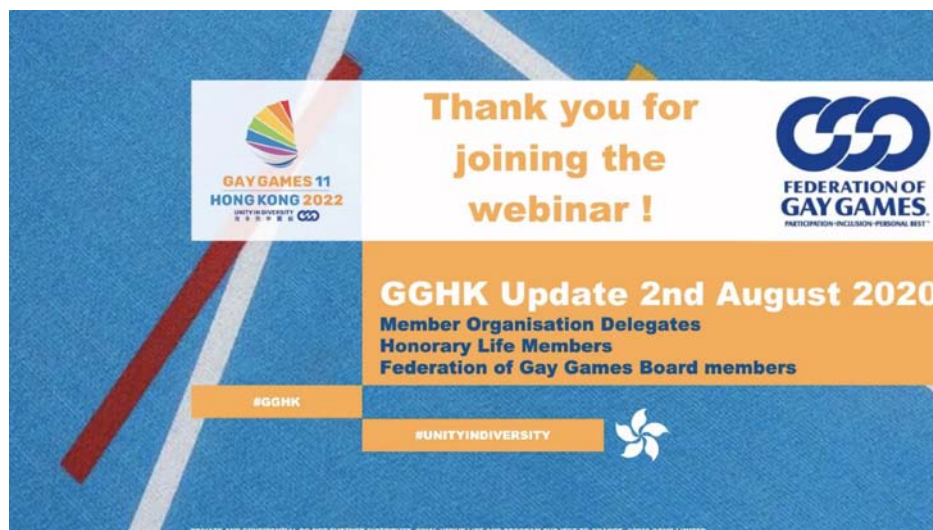 GAY GAMES 11
HONG KONG 2022
UNITY IN DIVERSITY
Thank you for
joining the
webinar !
FEDERATION OF
GAY GAMES.
PARTICIPATION•INCLUSION•PERSONAL BEST™
GGHK Update 2nd August 2020
Member Organisation Delegates
Honorary Life Members
Federation of Gay Games Board members
#GGHK
#UNITYINDIVERSITY